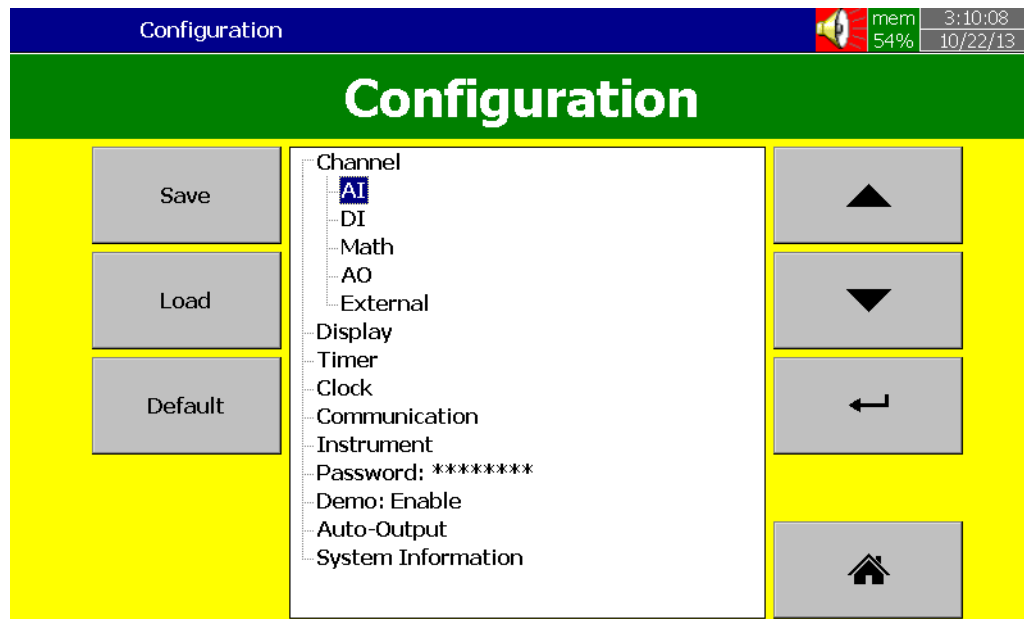 Configuration
mem 3:10:08
54% 10/22/13
Configuration
Save
Load
Default
Channel
AI
DI
Math
AO
External
Display
Timer
Clock
Communication
Instrument
Password: ********
Demo: Enable
Auto-Output
System Information